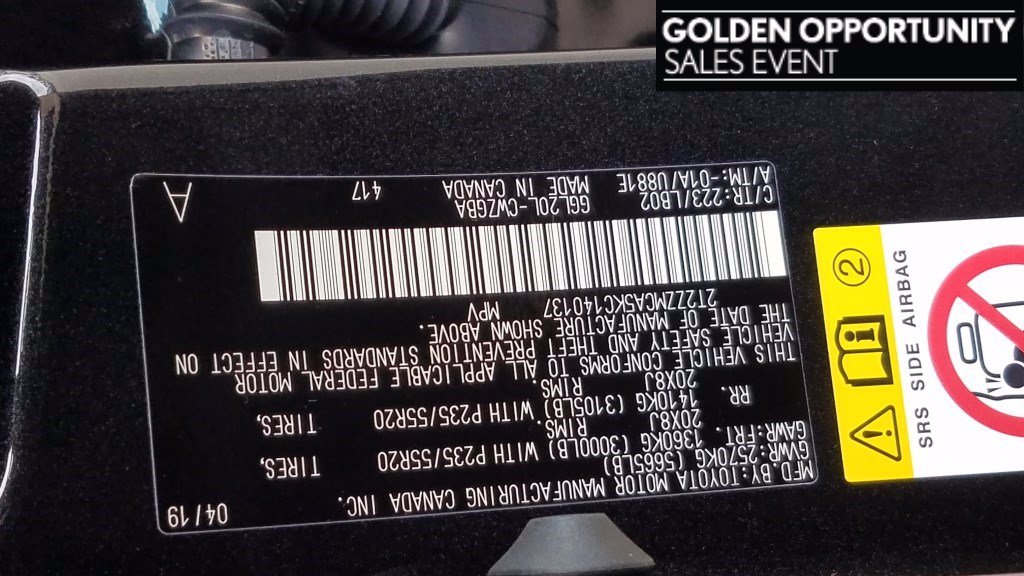 GOLDEN OPPORTUNITY
SALES EVENT
MFD.BY:TOYOTA MOTOR MANUFACTURING CANADA INC. 04/19
GVWR:2570KG (5665LB)
GAWR:FRT. 1360KG (3000LB) WITH P235/55R20 TIRES,
20X8J RIMS.
RR. 1410KG (3105LB) WITH P235/55R20 TIRES,
20X8J RIMS.
THIS VEHICLE CONFORMS TO ALL APPLICABLE FEDERAL MOTOR
VEHICLE SAFETY AND THEFT PREVENTION STANDARDS IN EFFECT ON
THE DATE OF MANUFACTURE SHOWN ABOVE.
2T2ZZMCA5KC140137 MPV
C/TR:223/LB02 GGL20L-CWZGBA
A/TM:-01A/U881E MADE IN CANADA 417 A
2
SRS SIDE AIRBAG